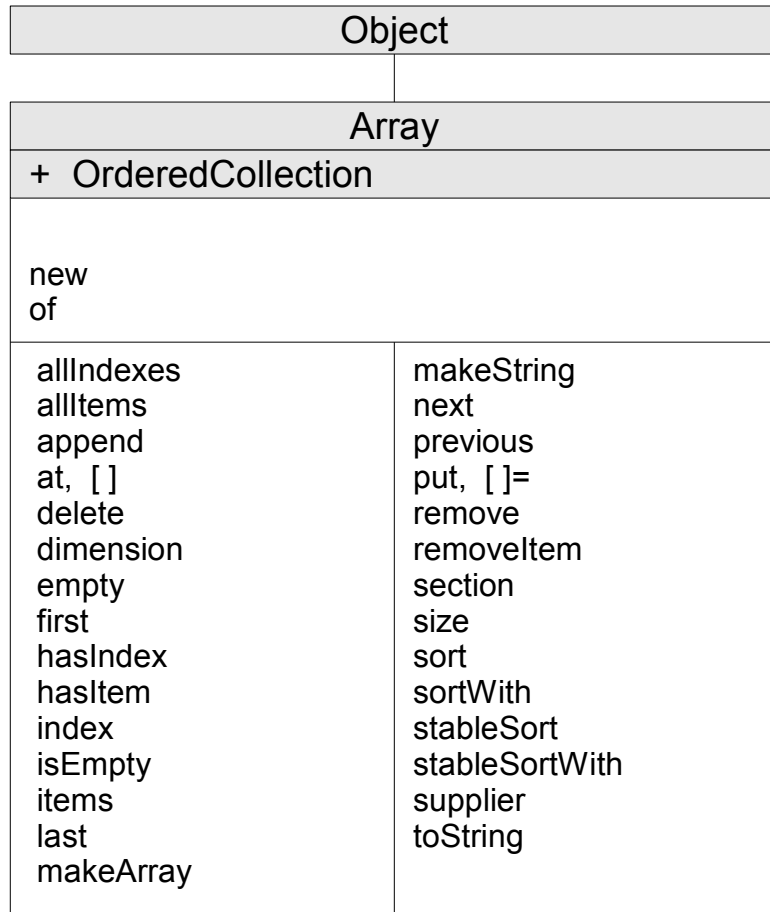 Object
Array
+ OrderedCollection
new
of
allIndexes
allItems
append
at, [ ]
delete
dimension
empty
first
hasIndex
hasItem
index
isEmpty
items
last
makeArray
makeString
next
previous
put, [ ]=
remove
removeItem
section
size
sort
sortWith
stableSort
stableSortWith
supplier
toString